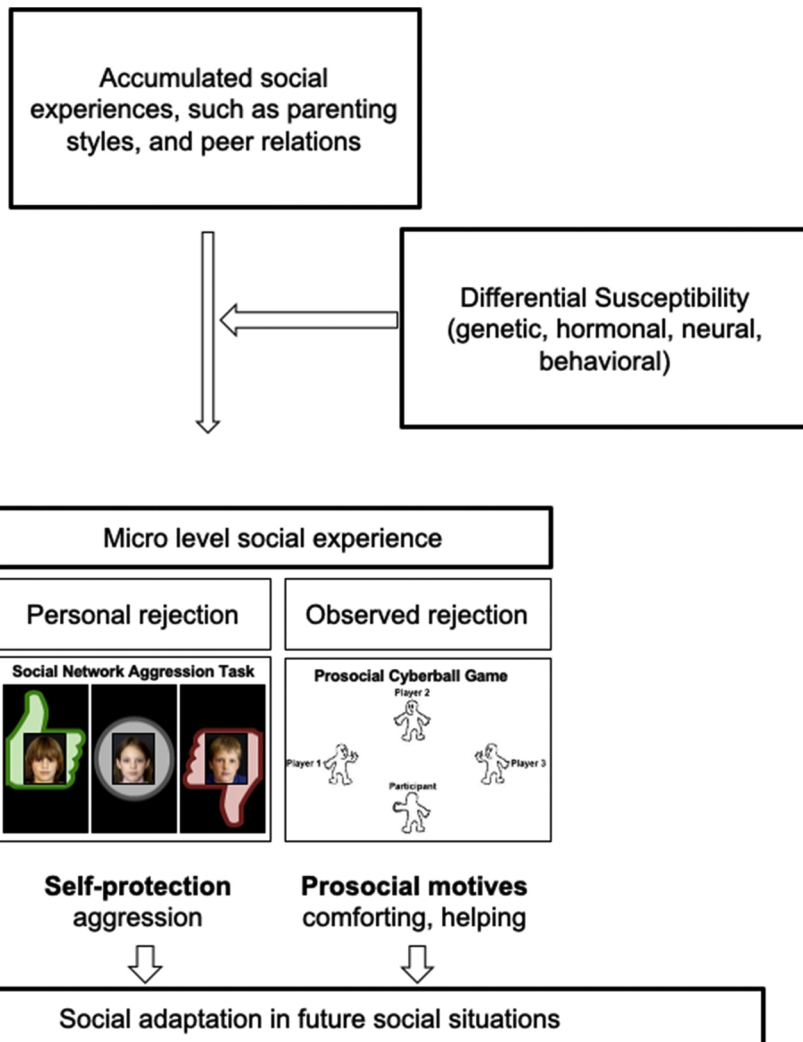 Accumulated social
experiences, such as parenting
styles, and peer relations
Differential Susceptibility
(genetic, hormonal, neural,
behavioral)
Micro level social experience
Personal rejection
Observed rejection
Social Network Aggression Task
Prosocial Cyberball Game
Player 2
Player 1
Player 3
Participant
Self-protection
aggression
Prosocial motives
comforting, helping
Social adaptation in future social situations